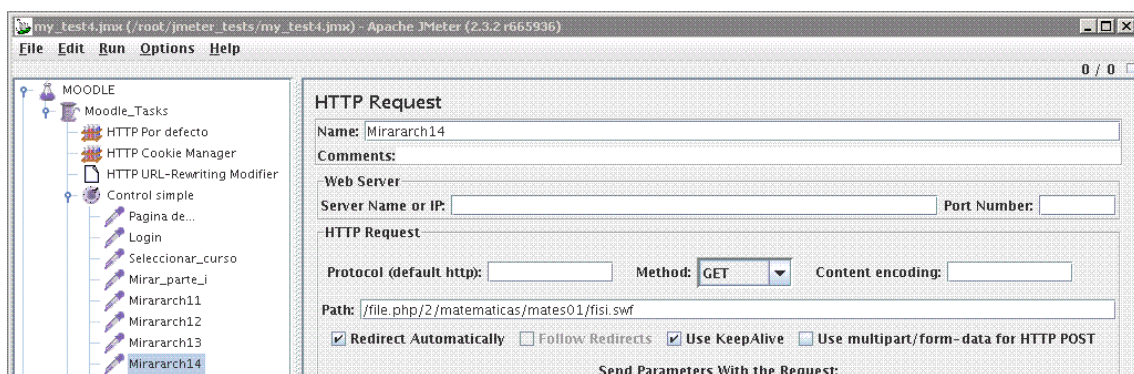 my_test4.jmx (/root/jmeter_tests/my_test4.jmx) - Apache JMeter (2.3.2 r665936)
File Edit Run Options Help
0 / 0
MOODLE
Moodle_Tasks
HTTP Por defecto
HTTP Cookie Manager
HTTP URL-Rewriting Modifier
Control simple
Pagina de...
Login
Seleccionar_curso
Mirar_parte_i
Mirararch11
Mirararch12
Mirararch13
Mirararch14
HTTP Request
Name: Mirararch14
Comments:
Web Server
Server Name or IP: Port Number:
HTTP Request
Protocol (default http): Method: GET Content encoding:
Path: /file.php/2/matematicas/mates01/fisi.swf
Redirect Automatically Follow Redirects Use KeepAlive Use multipart/form-data for HTTP POST
Send Parameters With the Request: